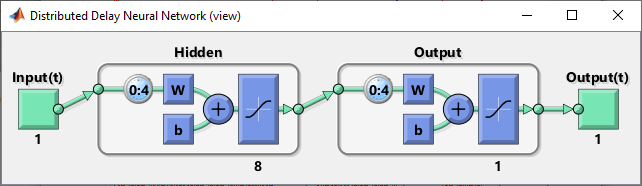 Distributed Delay Neural Network (view)
Hidden
Output
Input(t)
Output(t)
0:4
W
0:4
W
b
b
1
1
8
1